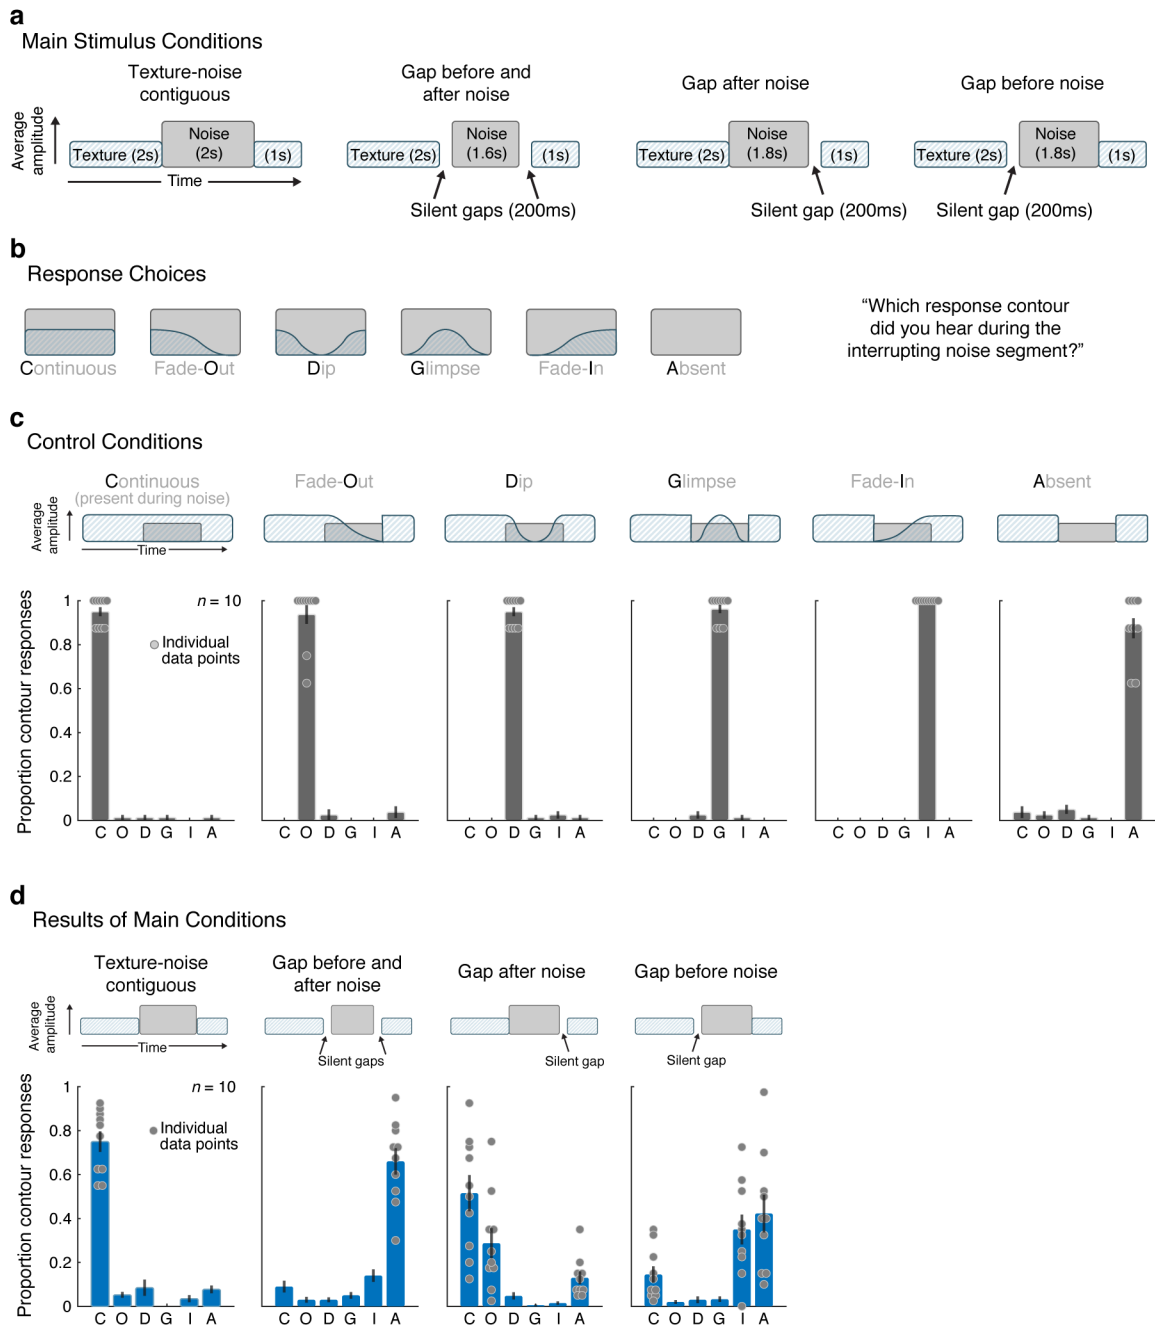 a
Main Stimulus Conditions
Texture-noise
contiguous
Gap before and
after noise
Gap after noise
Gap before noise
Average
amplitude
Texture (2s)
Noise
(2s)
(1s)
Time
Texture (2s)
Noise
(1.6s)
(1s)
Silent gaps (200ms)
Texture (2s)
Noise
(1.8s)
(1s)
Silent gap (200ms)
Texture (2s)
Noise
(1.8s)
(1s)
Silent gap (200ms)
b
Response Choices
Continuous
Fade-Out
Dip
Glimpse
Fade-In
Absent
“Which response contour
did you hear during the
interrupting noise segment?”
c
Control Conditions
Continuous
(present during noise)
Fade-Out
Dip
Glimpse
Fade-In
Absent
Average
amplitude
Time
Proportion contour responses
1
0.8
0.6
0.4
0.2
0
n = 10
Individual
data points
C O D G I A
C O D G I A
C O D G I A
C O D G I A
C O D G I A
C O D G I A
d
Results of Main Conditions
Texture-noise
contiguous
Gap before and
after noise
Gap after noise
Gap before noise
Average
amplitude
Time
Silent gaps
Silent gap
Silent gap
Proportion contour responses
1
0.8
0.6
0.4
0.2
0
n = 10
Individual
data points
C O D G I A
C O D G I A
C O D G I A
C O D G I A